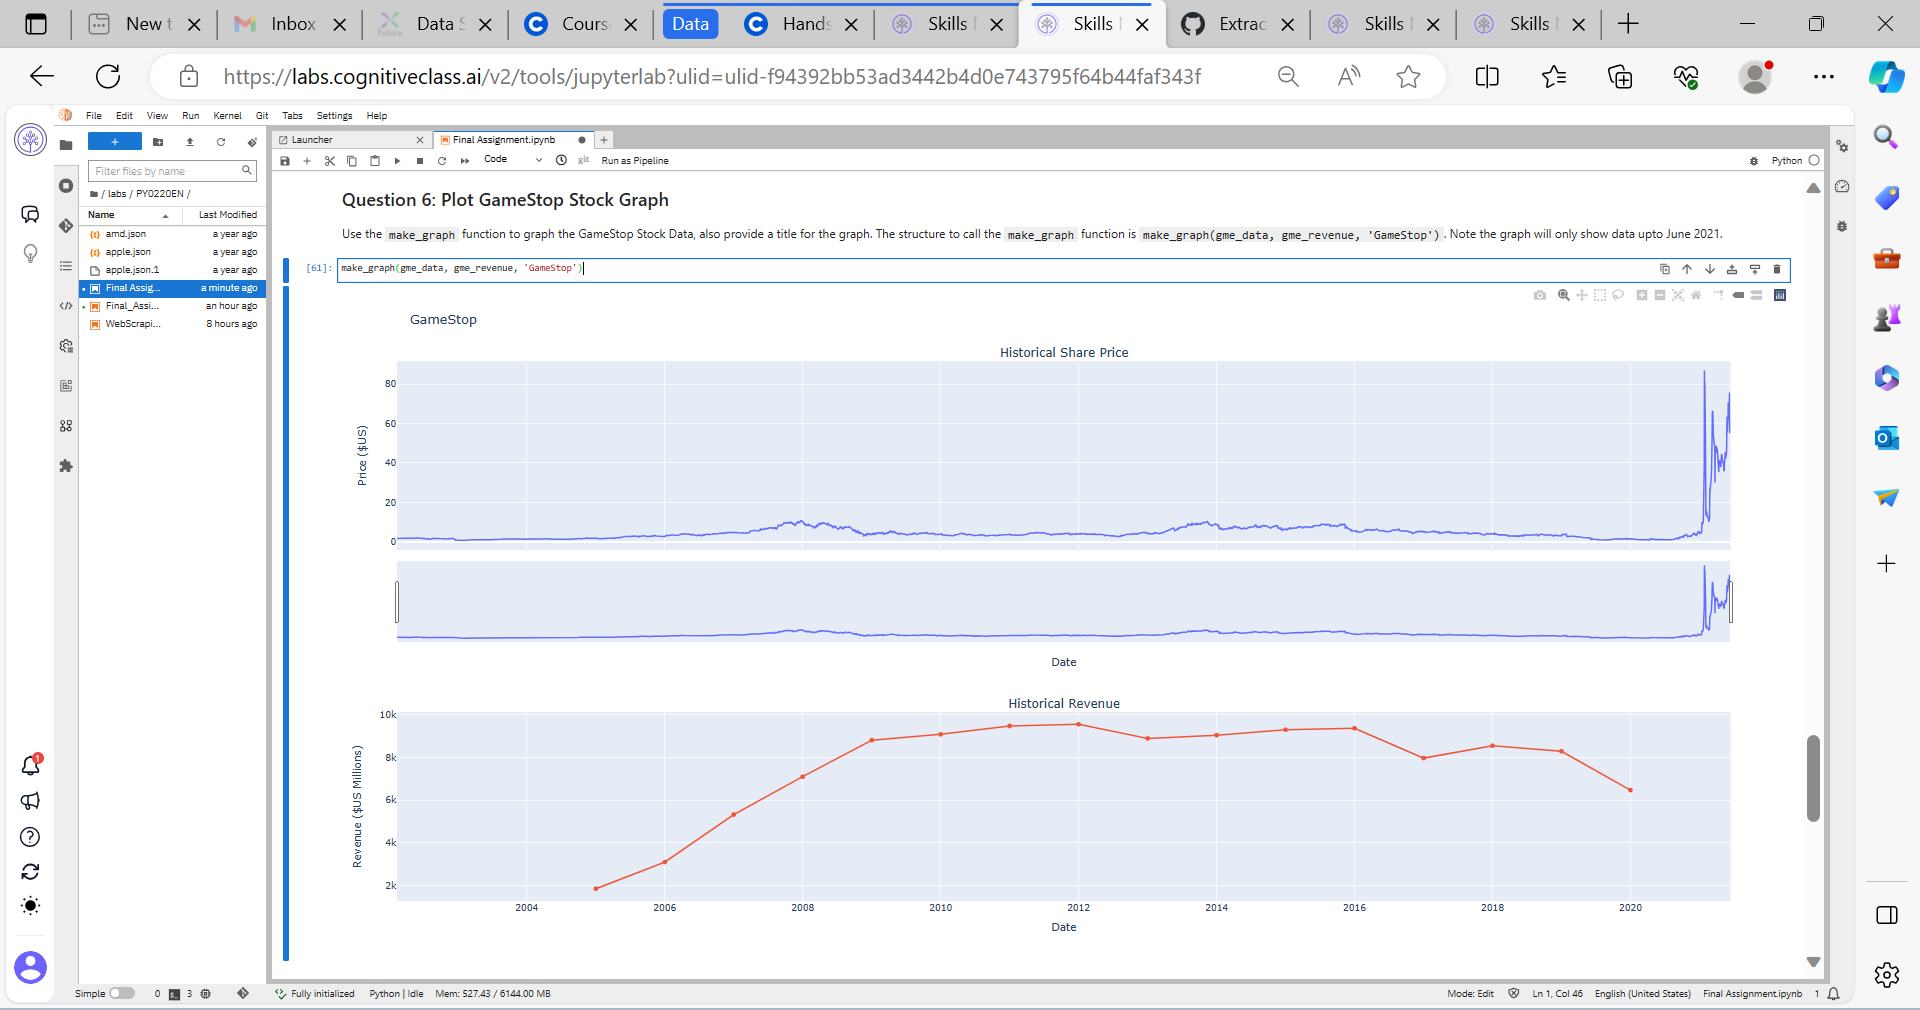 New t
Inbox
Data S
Cours
Data
Hands
Skills
Skills
Extrac
Skills
Skills
https://labs.cognitiveclass.ai/v2/tools/jupyterlab?ulid=ulid-f94392bb53ad3442b4d0e743795f64b44faf343f
File Edit View Run Kernel Git Tabs Settings Help
Launcher
Final Assignment.ipynb
Code
git
Run as Pipeline
Python
Filter files by name
/ labs / PY0220EN /
Name Last Modified
amd.json a year ago
apple.json a year ago
apple.json.1 a year ago
Final Assig... a minute ago
Final_Assi... an hour ago
WebScrapi... 8 hours ago
Question 6: Plot GameStop Stock Graph
Use the make_graph function to graph the GameStop Stock Data, also provide a title for the graph. The structure to call the make_graph function is make_graph(gme_data, gme_revenue, 'GameStop'). Note the graph will only show data upto June 2021.
[61]: make_graph(gme_data, gme_revenue, 'GameStop')
GameStop
Historical Share Price
80
60
40
20
0
Price ($US)
Date
Historical Revenue
10k
8k
6k
4k
2k
Revenue ($US Millions)
2004 2006 2008 2010 2012 2014 2016 2018 2020
Date
1
Simple 0 3 Fully initialized Python | Idle Mem: 527.43 / 6144.00 MB Mode: Edit Ln 1, Col 46 English (United States) Final Assignment.ipynb 1